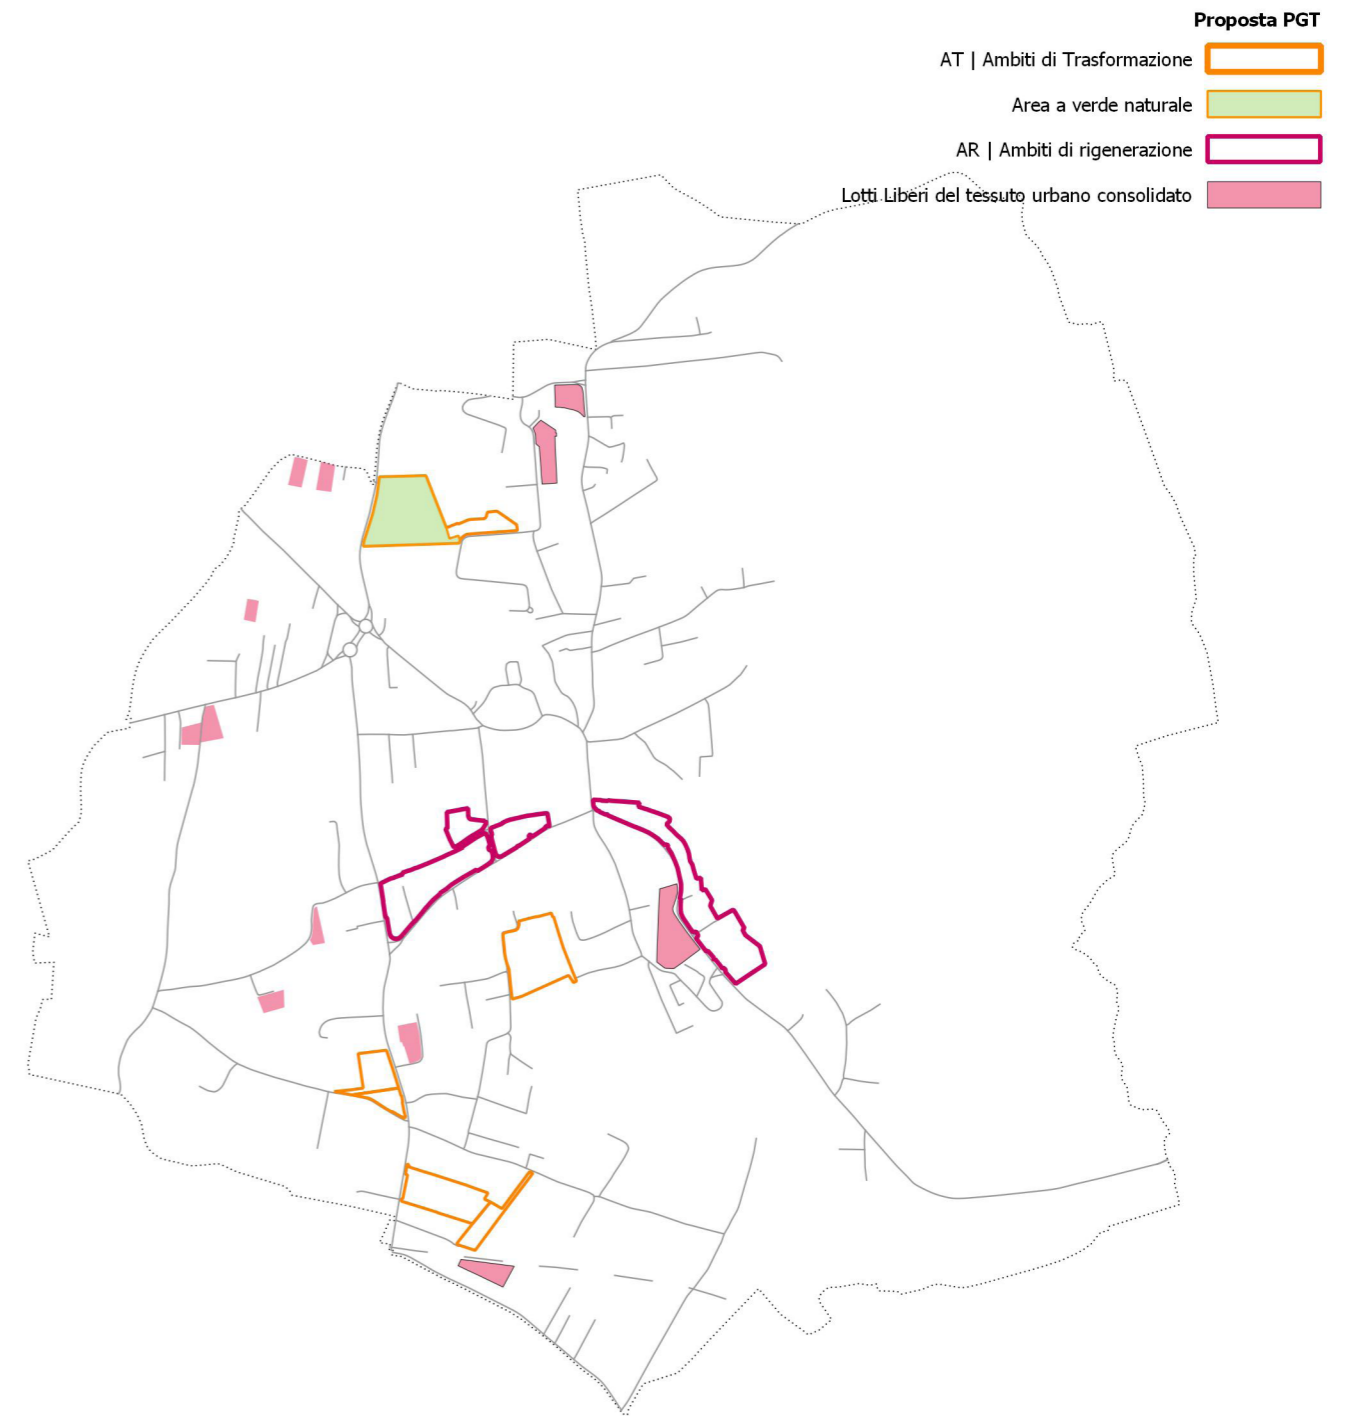 Proposta PGT
AT | Ambiti di Trasformazione
Area a verde naturale
AR | Ambiti di rigenerazione
Lotti Liberi del tessuto urbano consolidato